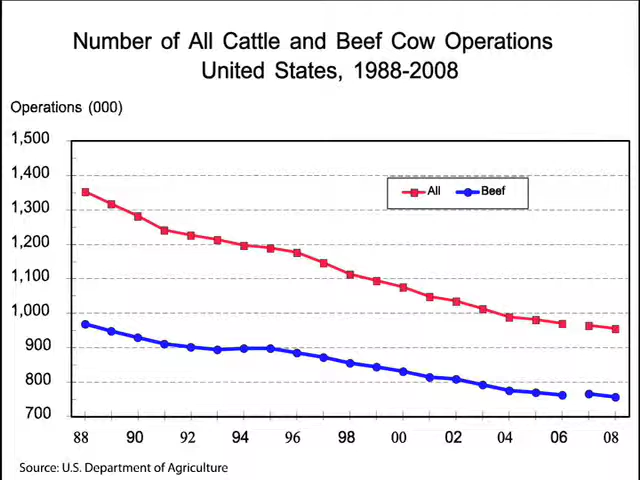 Number of All Cattle and Beef Cow Operations
United States, 1988-2008
Operations (000)
1,500
1,400
1,300
1,200
1,100
1,000
900
800
700
All Beef
88 90 92 94 96 98 00 02 04 06 08
Source: U.S. Department of Agriculture